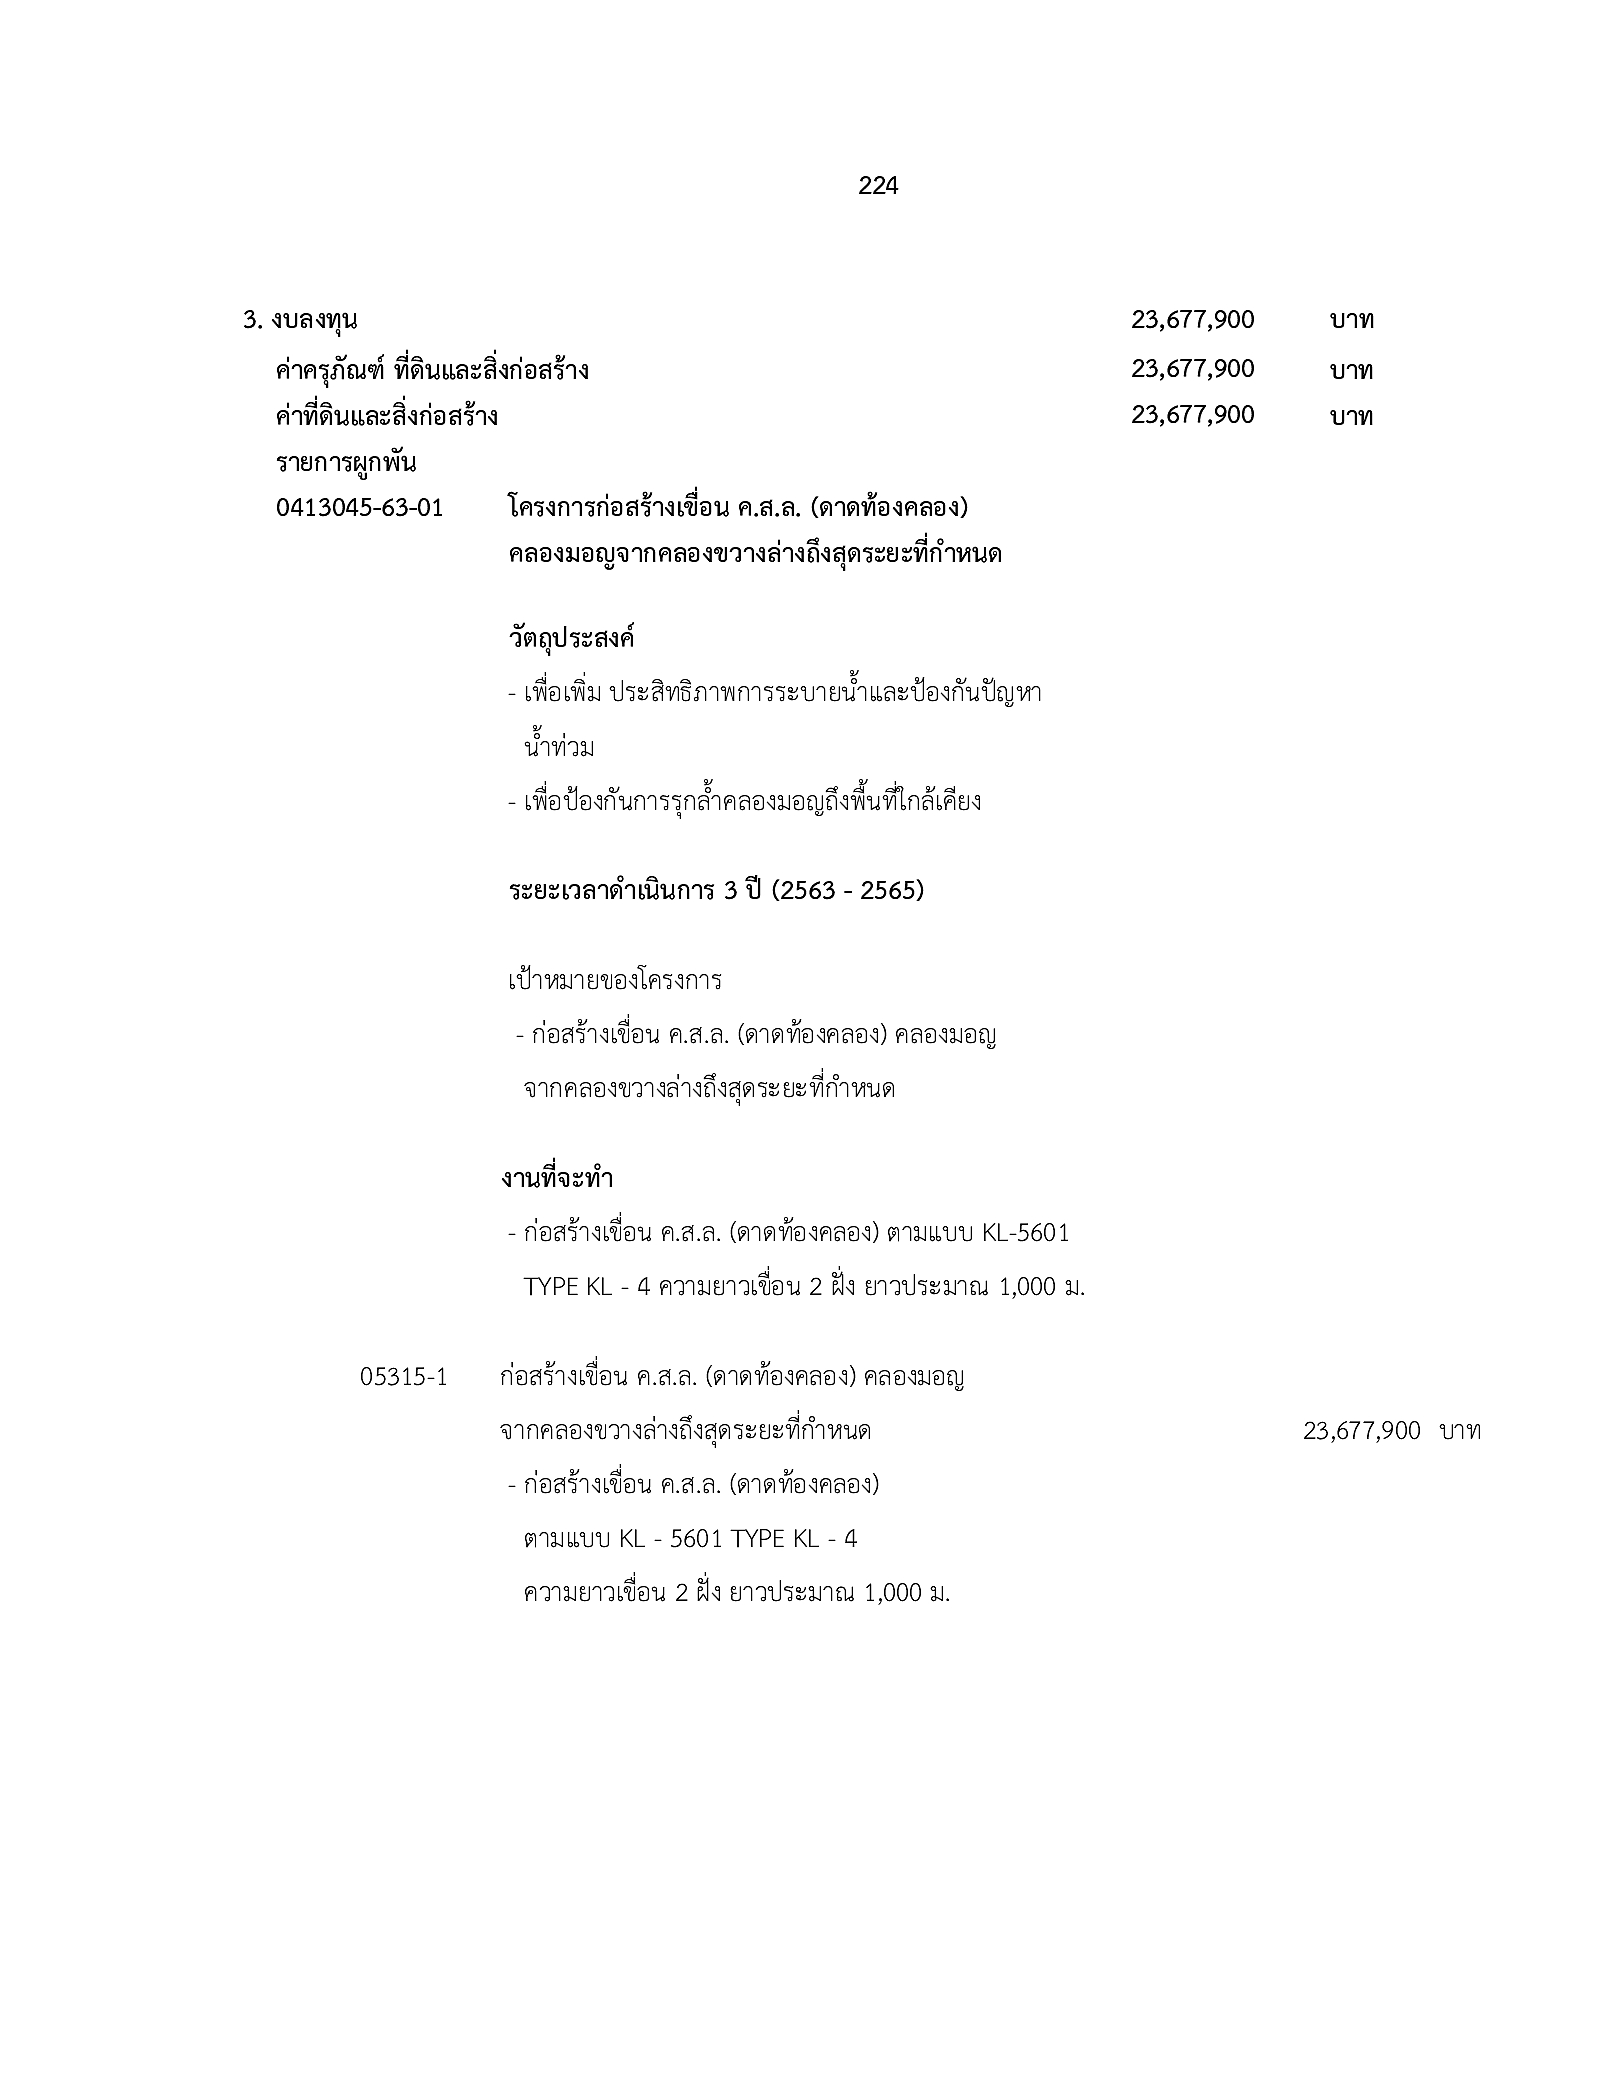 224
3. งบลงทุน 23,677,900 บาท
ค่าครุภัณฑ์ ที่ดินและสิ่งก่อสร้าง 23,677,900 บาท
ค่าที่ดินและสิ่งก่อสร้าง 23,677,900 บาท
รายการผูกพัน
0413045-63-01 โครงการก่อสร้างเขื่อน ค.ส.ล. (ดาดท้องคลอง)
คลองมอญจากคลองขวางล่างถึงสุดระยะที่กำหนด
วัตถุประสงค์
- เพื่อเพิ่ม ประสิทธิภาพการระบายน้ำและป้องกันปัญหา
น้ำท่วม
- เพื่อป้องกันการรุกล้ำคลองมอญถึงพื้นที่ใกล้เคียง
ระยะเวลาดำเนินการ 3 ปี (2563 - 2565)
เป้าหมายของโครงการ
- ก่อสร้างเขื่อน ค.ส.ล. (ดาดท้องคลอง) คลองมอญ
จากคลองขวางล่างถึงสุดระยะที่กำหนด
งานที่จะทำ
- ก่อสร้างเขื่อน ค.ส.ล. (ดาดท้องคลอง) ตามแบบ KL-5601
TYPE KL - 4 ความยาวเขื่อน 2 ฝั่ง ยาวประมาณ 1,000 ม.
05315-1 ก่อสร้างเขื่อน ค.ส.ล. (ดาดท้องคลอง) คลองมอญ
จากคลองขวางล่างถึงสุดระยะที่กำหนด 23,677,900 บาท
- ก่อสร้างเขื่อน ค.ส.ล. (ดาดท้องคลอง)
ตามแบบ KL - 5601 TYPE KL - 4
ความยาวเขื่อน 2 ฝั่ง ยาวประมาณ 1,000 ม.